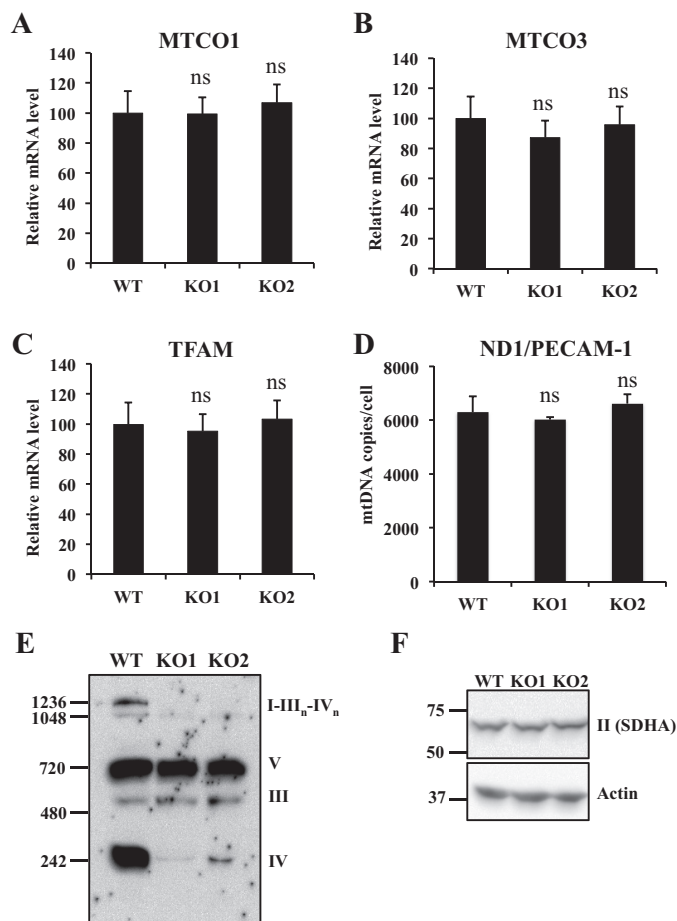 A
MTCO1
Relative mRNA level
140
120
100
80
60
40
20
0
ns
ns
WT
KO1
KO2
B
MTCO3
Relative mRNA level
140
120
100
80
60
40
20
0
ns
ns
WT
KO1
KO2
C
TFAM
Relative mRNA level
140
120
100
80
60
40
20
0
ns
ns
WT
KO1
KO2
D
ND1/PECAM-1
mtDNA copies/cell
8000
6000
4000
2000
0
ns
ns
WT
KO1
KO2
E
WT KO1 KO2
1236
1048
720
480
242
I-IIIn-IVn
V
III
IV
F
WT KO1 KO2
75
50
II (SDHA)
37
Actin